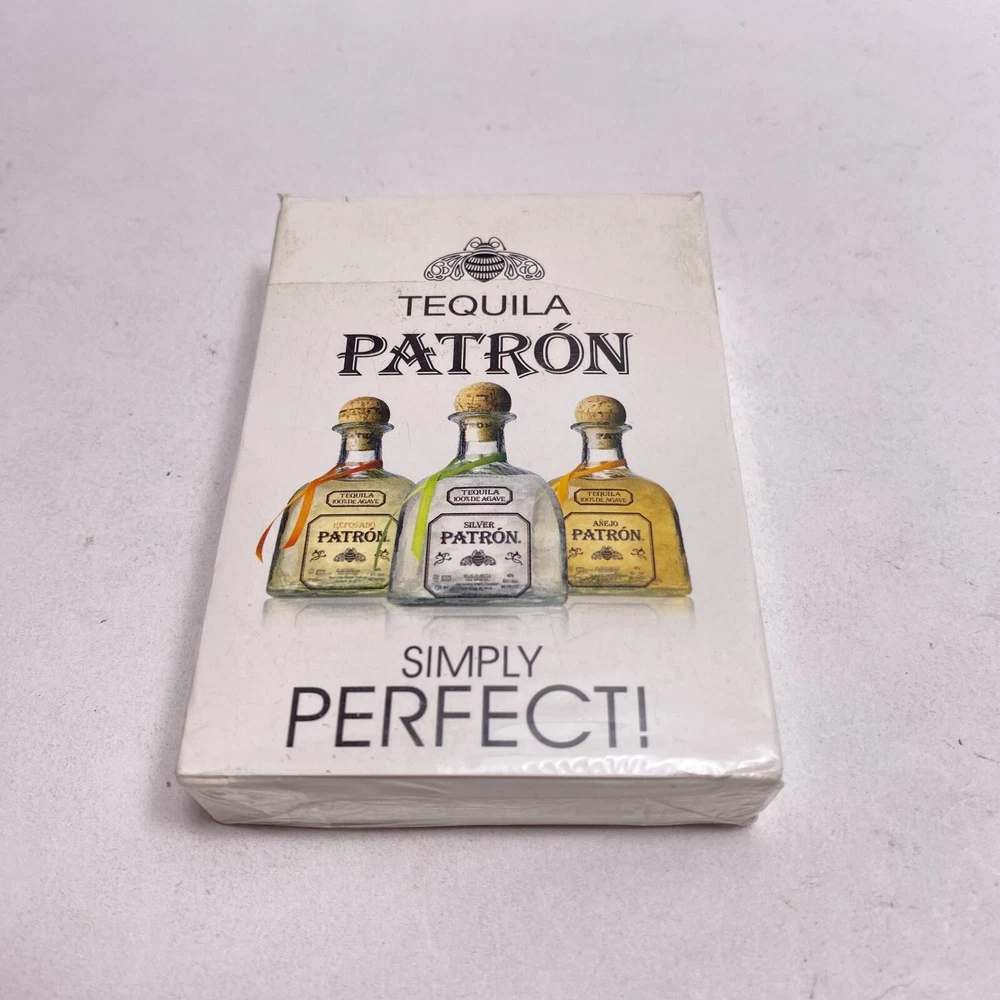 TEQUILA
PATRÓN
TEQUILA
100% DE AGAVE
REPOSADO
PATRÓN
TEQUILA
100% DE AGAVE
SILVER
PATRÓN
TEQUILA
100% DE AGAVE
AÑEJO
PATRÓN
SIMPLY
PERFECT!